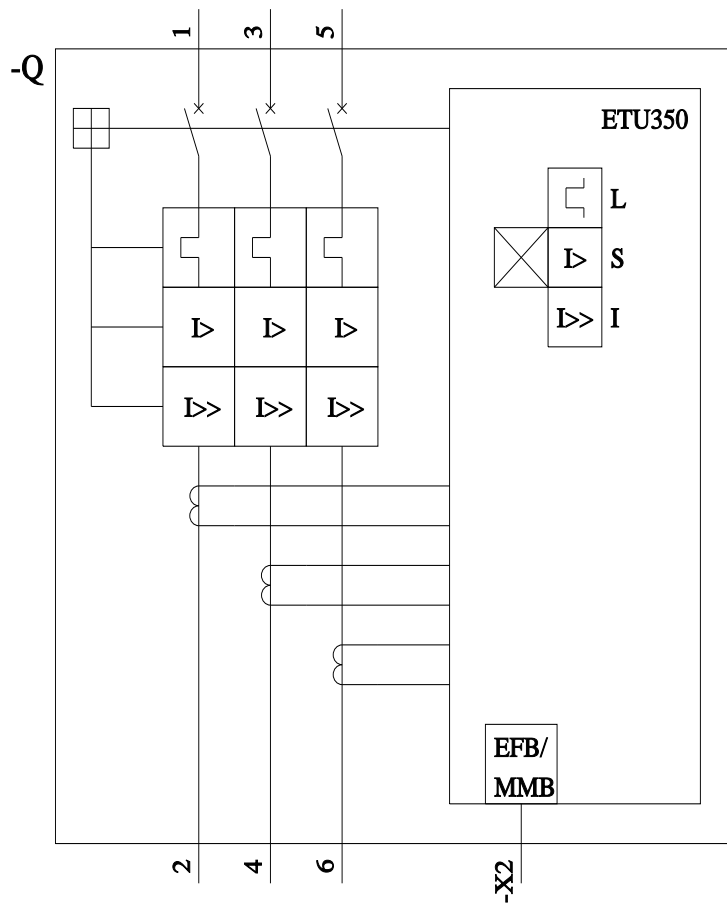 1 3 5
-Q
ETU350
L
I> S
I>> I
I> I> I>
I>> I>> I>>
EFB/
MMB
2 4 6
-X2